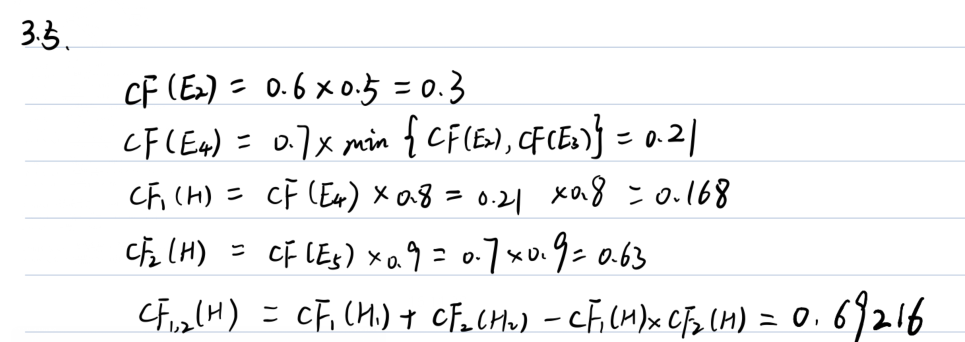 3.5.
CF(E₂) = 0.6 × 0.5 = 0.3
CF(E₄) = 0.7 × min { CF(E₂), CF(E₃)} = 0.21
CF₁(H) = CF(E₄) × 0.8 = 0.21 × 0.8 = 0.168
CF₂(H) = CF(E₅) × 0.9 = 0.7 × 0.9 = 0.63
CF₁,₂(H) = CF₁(H₁) + CF₂(H₂) − CF₁(H) × CF₂(H) = 0.69216